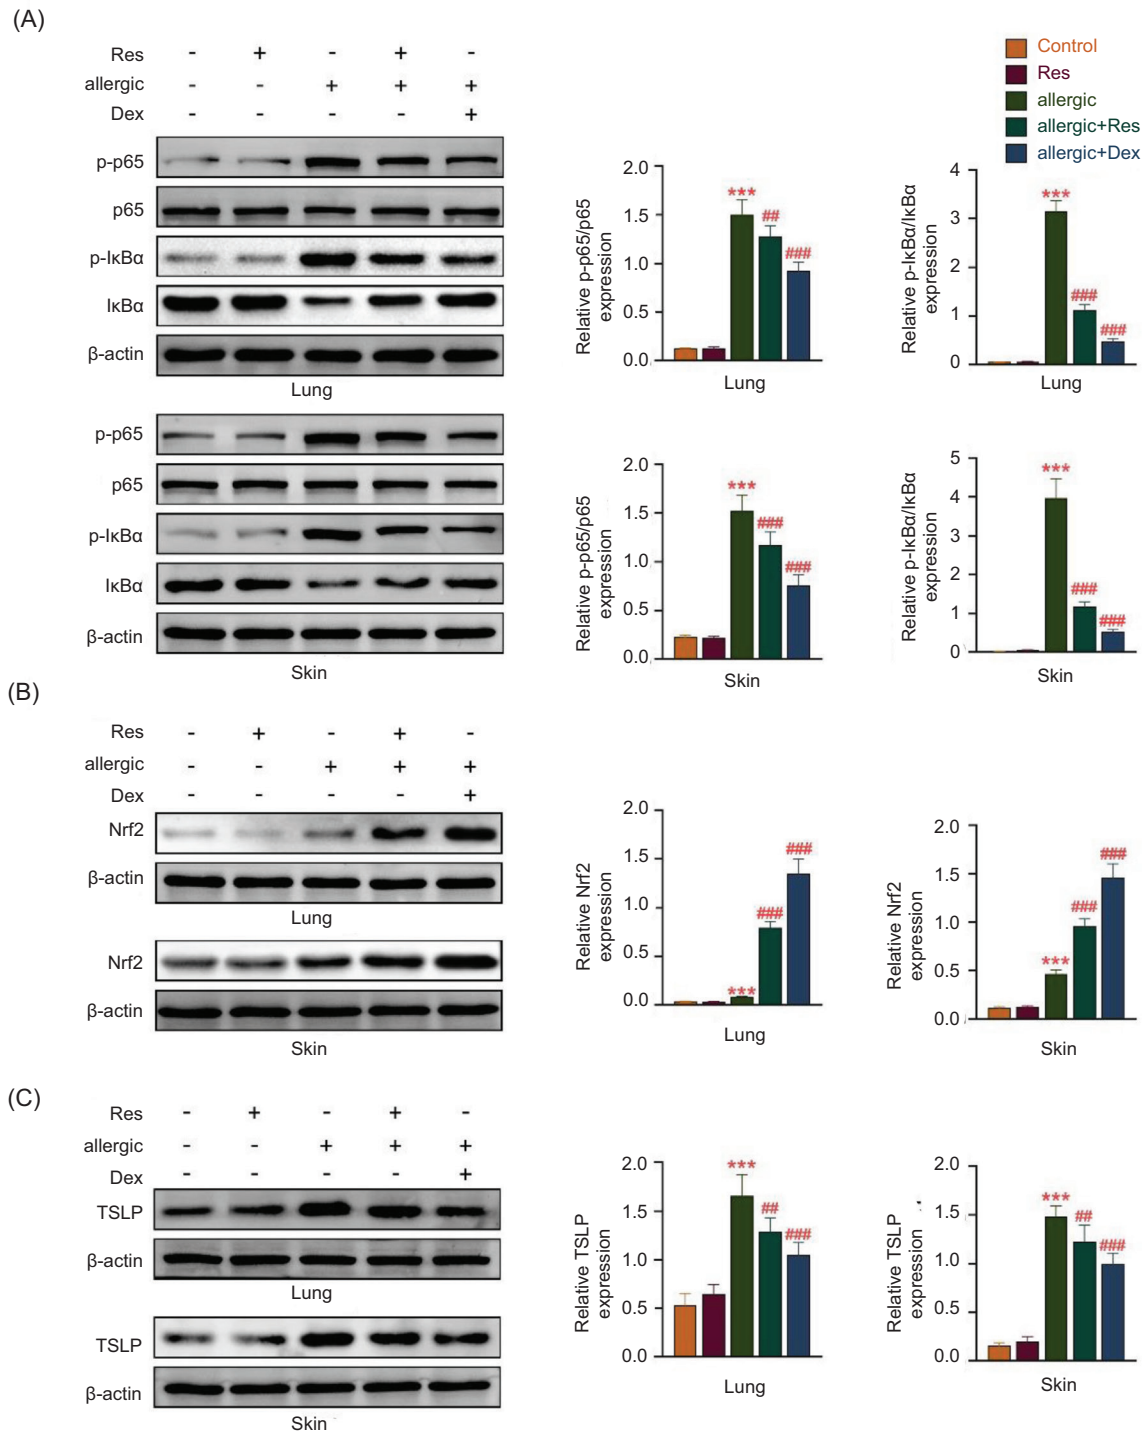 (A)
Res - + - + -
allergic - - + + +
Dex - - - - +
p-p65
p65
p-IκBα
IκBα
β-actin
Lung
p-p65
p65
p-IκBα
IκBα
β-actin
Skin
Control
Res
allergic
allergic+Res
allergic+Dex
Relative p-p65/p65
expression
2.0
1.5
1.0
0.5
0.0
***
##
###
Lung
Relative p-IκBα/IκBα
expression
4
3
2
1
0
***
###
###
Lung
Relative p-p65/p65
expression
2.0
1.5
1.0
0.5
0.0
***
###
###
Skin
Relative p-IκBα/IκBα
expression
5
4
3
2
1
0
***
###
###
Skin
(B)
Res - + - + -
allergic - - + + +
Dex - - - - +
Nrf2
β-actin
Lung
Nrf2
β-actin
Skin
Relative Nrf2
expression
2.0
1.5
1.0
0.5
0.0
***
###
###
Lung
Relative Nrf2
expression
2.0
1.5
1.0
0.5
0.0
***
###
###
Skin
(C)
Res - + - + -
allergic - - + + +
Dex - - - - +
TSLP
β-actin
Lung
TSLP
β-actin
Skin
Relative TSLP
expression
2.0
1.5
1.0
0.5
0.0
***
##
###
Lung
Relative TSLP
expression
2.0
1.5
1.0
0.5
0.0
***
##
###
Skin